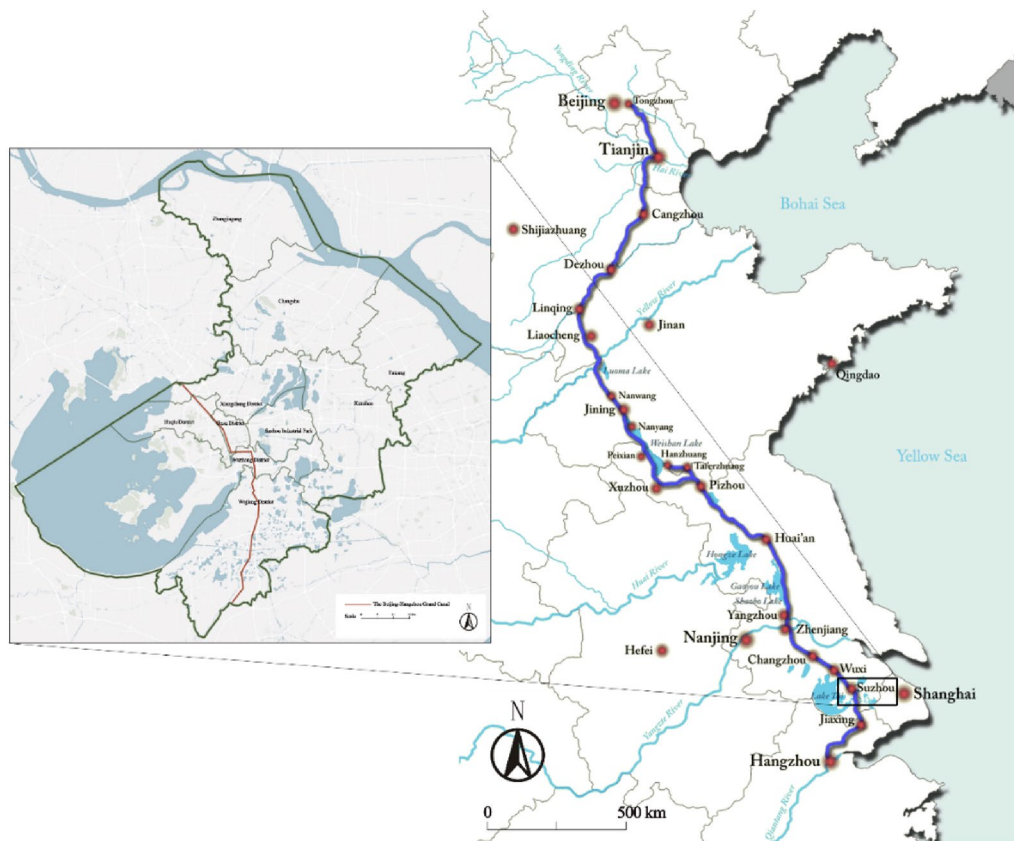 Yongding River
Beijing
Tongzhou
Tianjin
Hai River
Bohai Sea
Cangzhou
Shijiazhuang
Dezhou
Yellow River
Linqing
Jinan
Liaocheng
Qingdao
Luoma Lake
Nanwang
Jining
Nanyang
Weishan Lake
Yellow Sea
Peixian
Hanzhuang
Taierzhuang
Xuzhou
Pizhou
Huai'an
Hongze Lake
Huai River
Gaoyou Lake
Shaobo Lake
Yangzhou
Zhenjiang
Nanjing
Hefei
Changzhou
Wuxi
Suzhou
Shanghai
Yangtze River
Jiaxing
Hangzhou
Qiantang River
N
0 500 km
Zhangjiagang
Changshu
Taicang
Kunshan
Xiangcheng District
Huqiu District
Gusu District
Suzhou Industrial Park
Wuzhong District
Wujiang District
The Beijing-Hangzhou Grand Canal
Scale
N